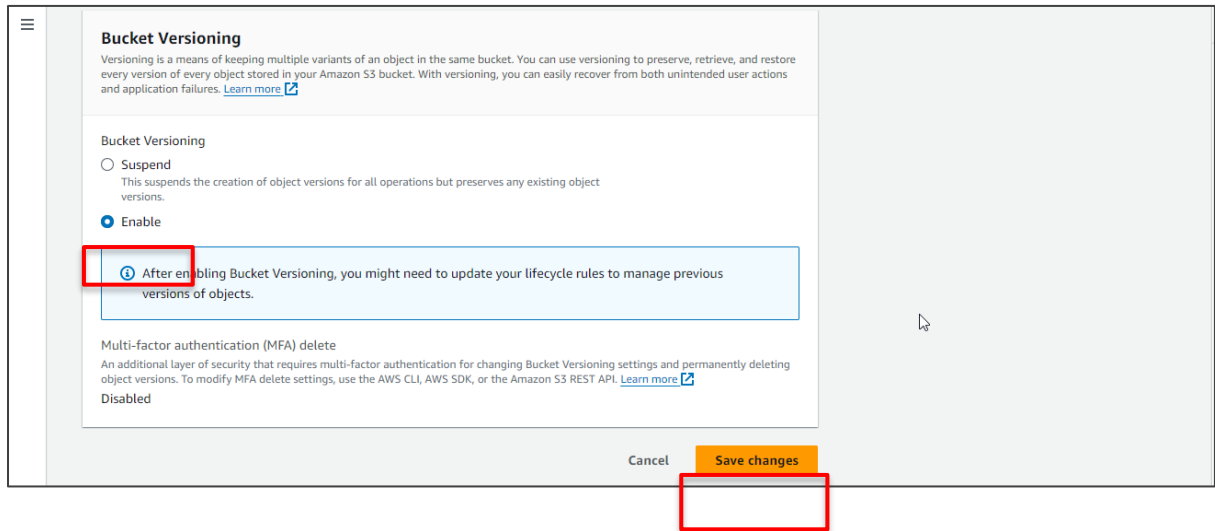 Bucket Versioning
Versioning is a means of keeping multiple variants of an object in the same bucket. You can use versioning to preserve, retrieve, and restore
every version of every object stored in your Amazon S3 bucket. With versioning, you can easily recover from both unintended user actions
and application failures. Learn more
Bucket Versioning
Suspend
This suspends the creation of object versions for all operations but preserves any existing object
versions.
Enable
After enabling Bucket Versioning, you might need to update your lifecycle rules to manage previous
versions of objects.
Multi-factor authentication (MFA) delete
An additional layer of security that requires multi-factor authentication for changing Bucket Versioning settings and permanently deleting
object versions. To modify MFA delete settings, use the AWS CLI, AWS SDK, or the Amazon S3 REST API. Learn more
Disabled
Cancel Save changes